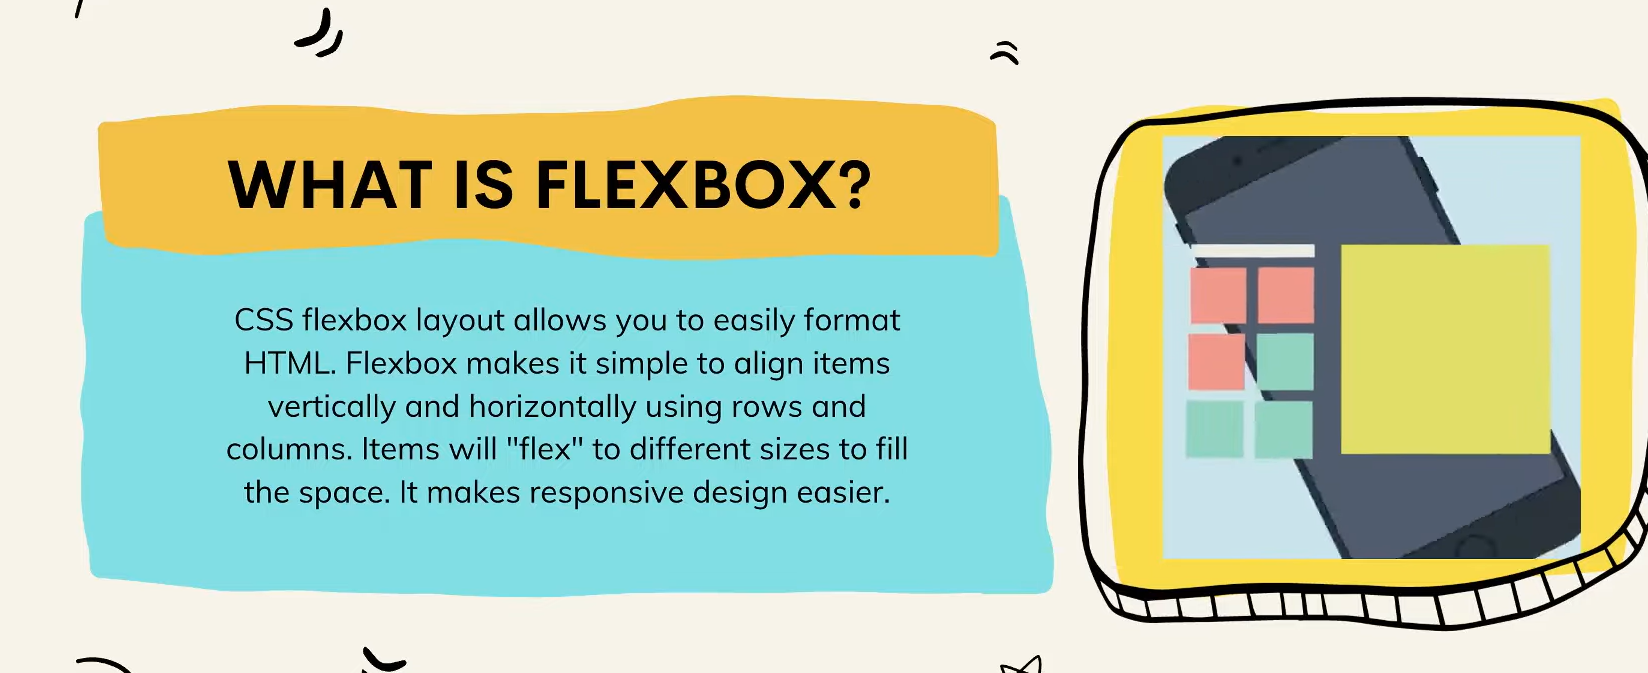 WHAT IS FLEXBOX?
CSS flexbox layout allows you to easily format
HTML. Flexbox makes it simple to align items
vertically and horizontally using rows and
columns. Items will "flex" to different sizes to fill
the space. It makes responsive design easier.